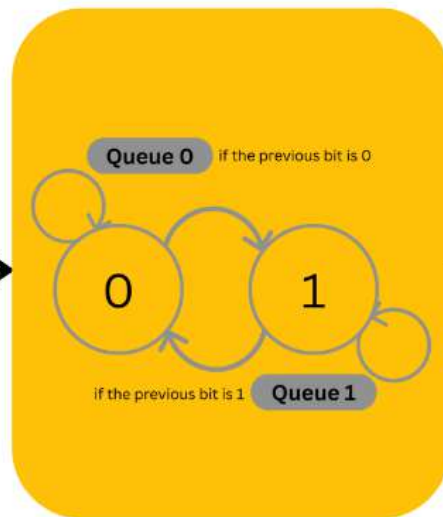 Queue 0 if the previous bit is 0
0 1
if the previous bit is 1 Queue 1